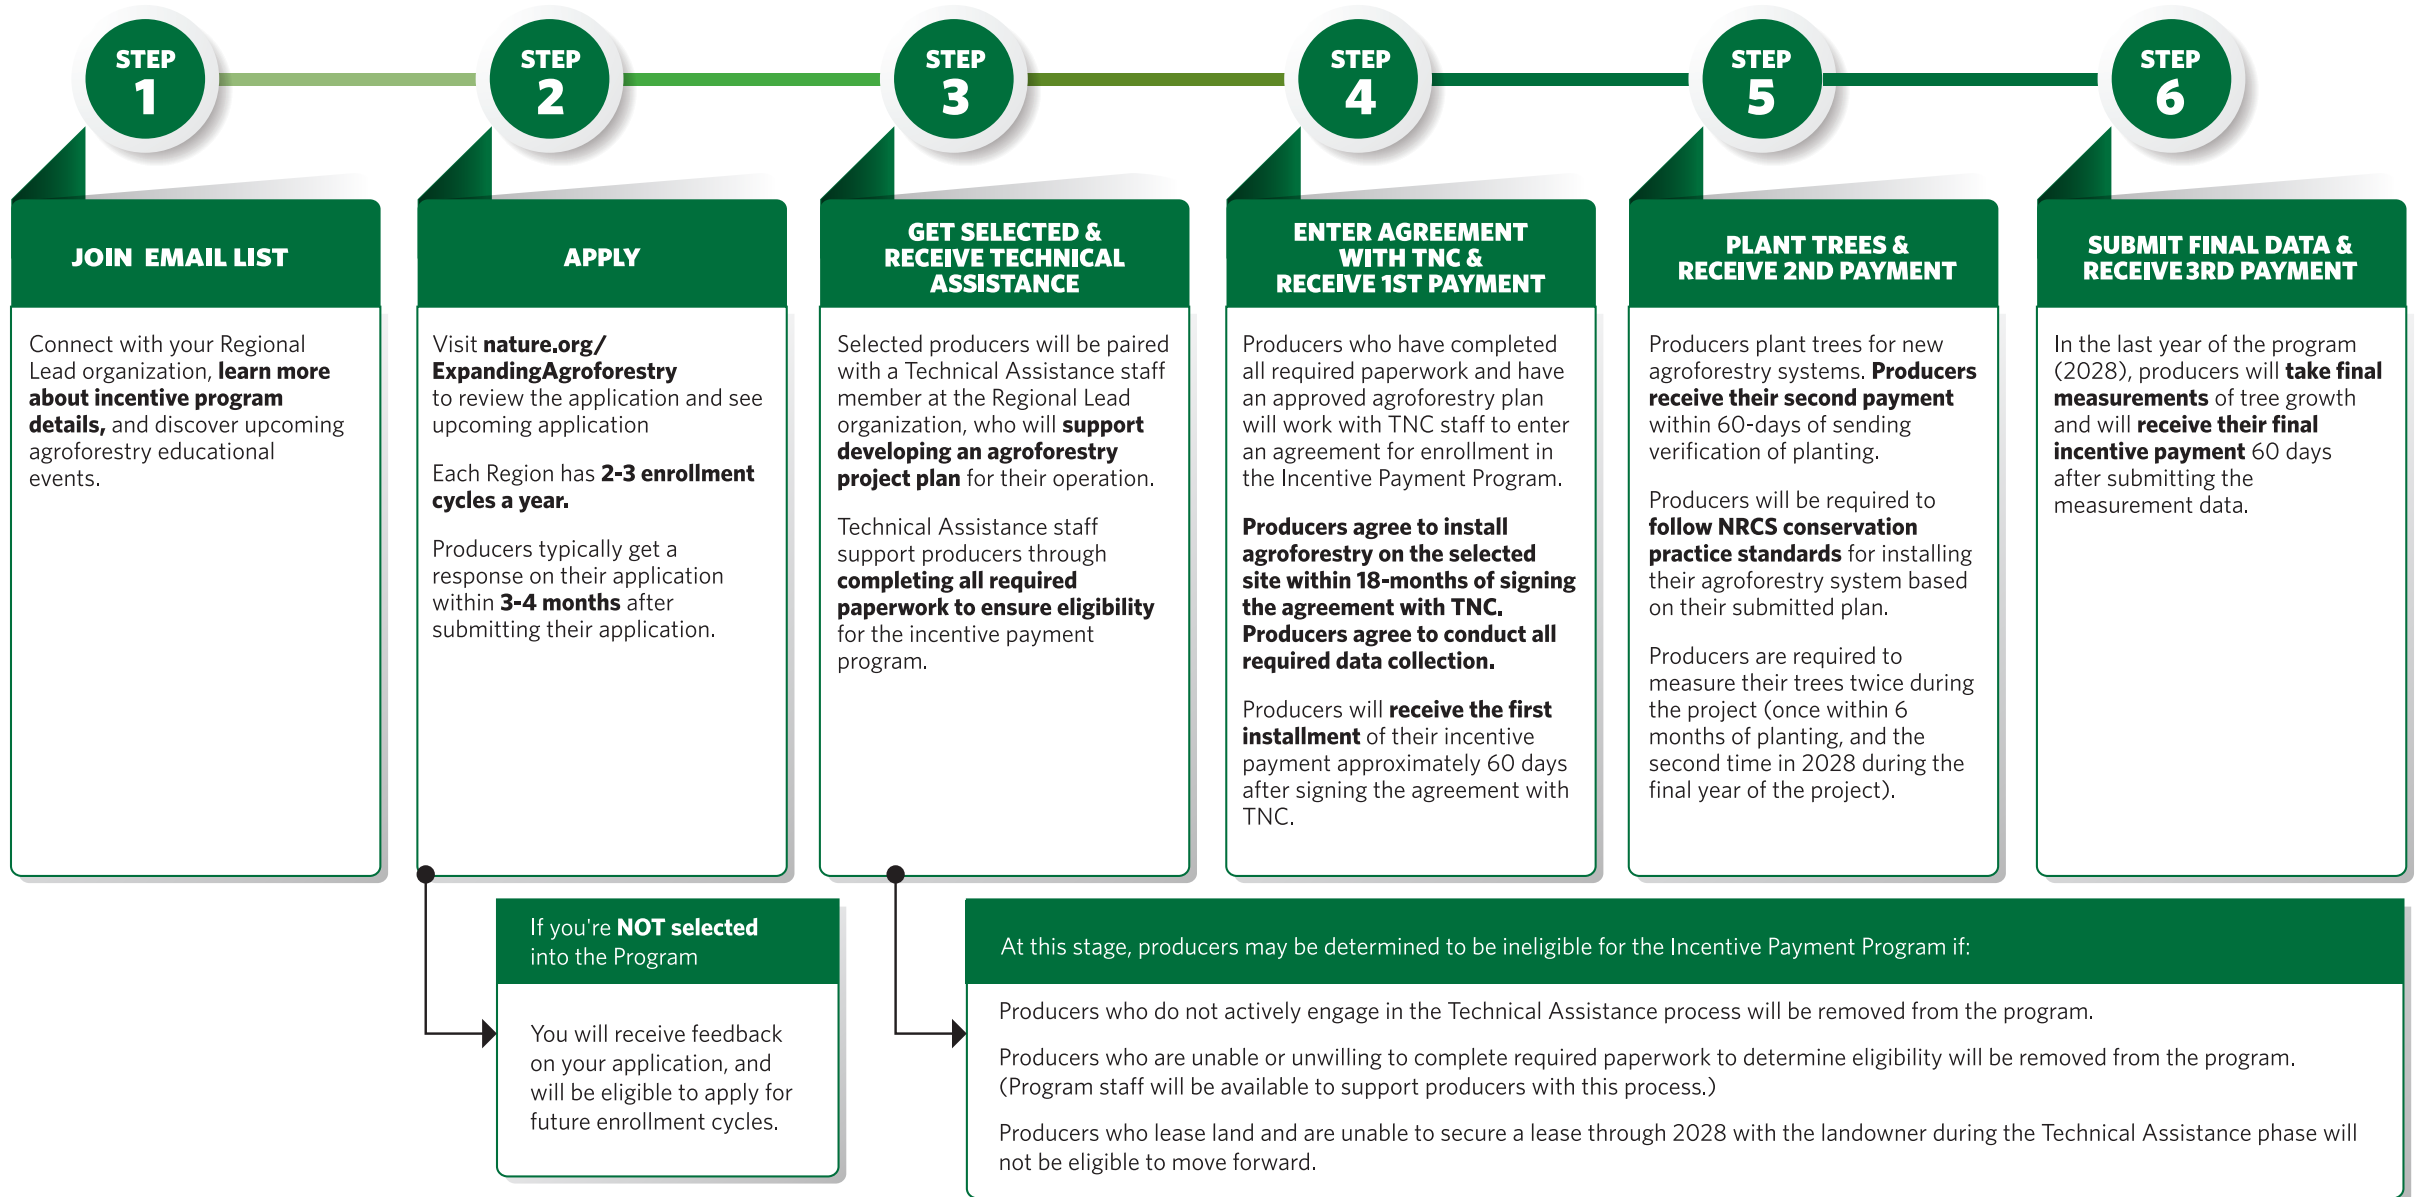 STEP
1
STEP
2
STEP
3
STEP
4
STEP
5
STEP
6
JOIN EMAIL LIST
Connect with your Regional
Lead organization, learn more
about incentive program
details, and discover upcoming
agroforestry educational
events.
APPLY
Visit nature.org/
ExpandingAgroforestry
to review the application and see
upcoming application
Each Region has 2-3 enrollment
cycles a year.
Producers typically get a
response on their application
within 3-4 months after
submitting their application.
GET SELECTED &
RECEIVE TECHNICAL
ASSISTANCE
Selected producers will be paired
with a Technical Assistance staff
member at the Regional Lead
organization, who will support
developing an agroforestry
project plan for their operation.
Technical Assistance staff
support producers through
completing all required
paperwork to ensure eligibility
for the incentive payment
program.
ENTER AGREEMENT
WITH TNC &
RECEIVE 1ST PAYMENT
Producers who have completed
all required paperwork and have
an approved agroforestry plan
will work with TNC staff to enter
an agreement for enrollment in
the Incentive Payment Program.
Producers agree to install
agroforestry on the selected
site within 18-months of signing
the agreement with TNC.
Producers agree to conduct all
required data collection.
Producers will receive the first
installment of their incentive
payment approximately 60 days
after signing the agreement with
TNC.
PLANT TREES &
RECEIVE 2ND PAYMENT
Producers plant trees for new
agroforestry systems. Producers
receive their second payment
within 60-days of sending
verification of planting.
Producers will be required to
follow NRCS conservation
practice standards for installing
their agroforestry system based
on their submitted plan.
Producers are required to
measure their trees twice during
the project (once within 6
months of planting, and the
second time in 2028 during the
final year of the project).
SUBMIT FINAL DATA &
RECEIVE 3RD PAYMENT
In the last year of the program
(2028), producers will take final
measurements of tree growth
and will receive their final
incentive payment 60 days
after submitting the
measurement data.
If you're NOT selected
into the Program
You will receive feedback
on your application, and
will be eligible to apply for
future enrollment cycles.
At this stage, producers may be determined to be ineligible for the Incentive Payment Program if:
Producers who do not actively engage in the Technical Assistance process will be removed from the program.
Producers who are unable or unwilling to complete required paperwork to determine eligibility will be removed from the program.
(Program staff will be available to support producers with this process.)
Producers who lease land and are unable to secure a lease through 2028 with the landowner during the Technical Assistance phase will
not be eligible to move forward.